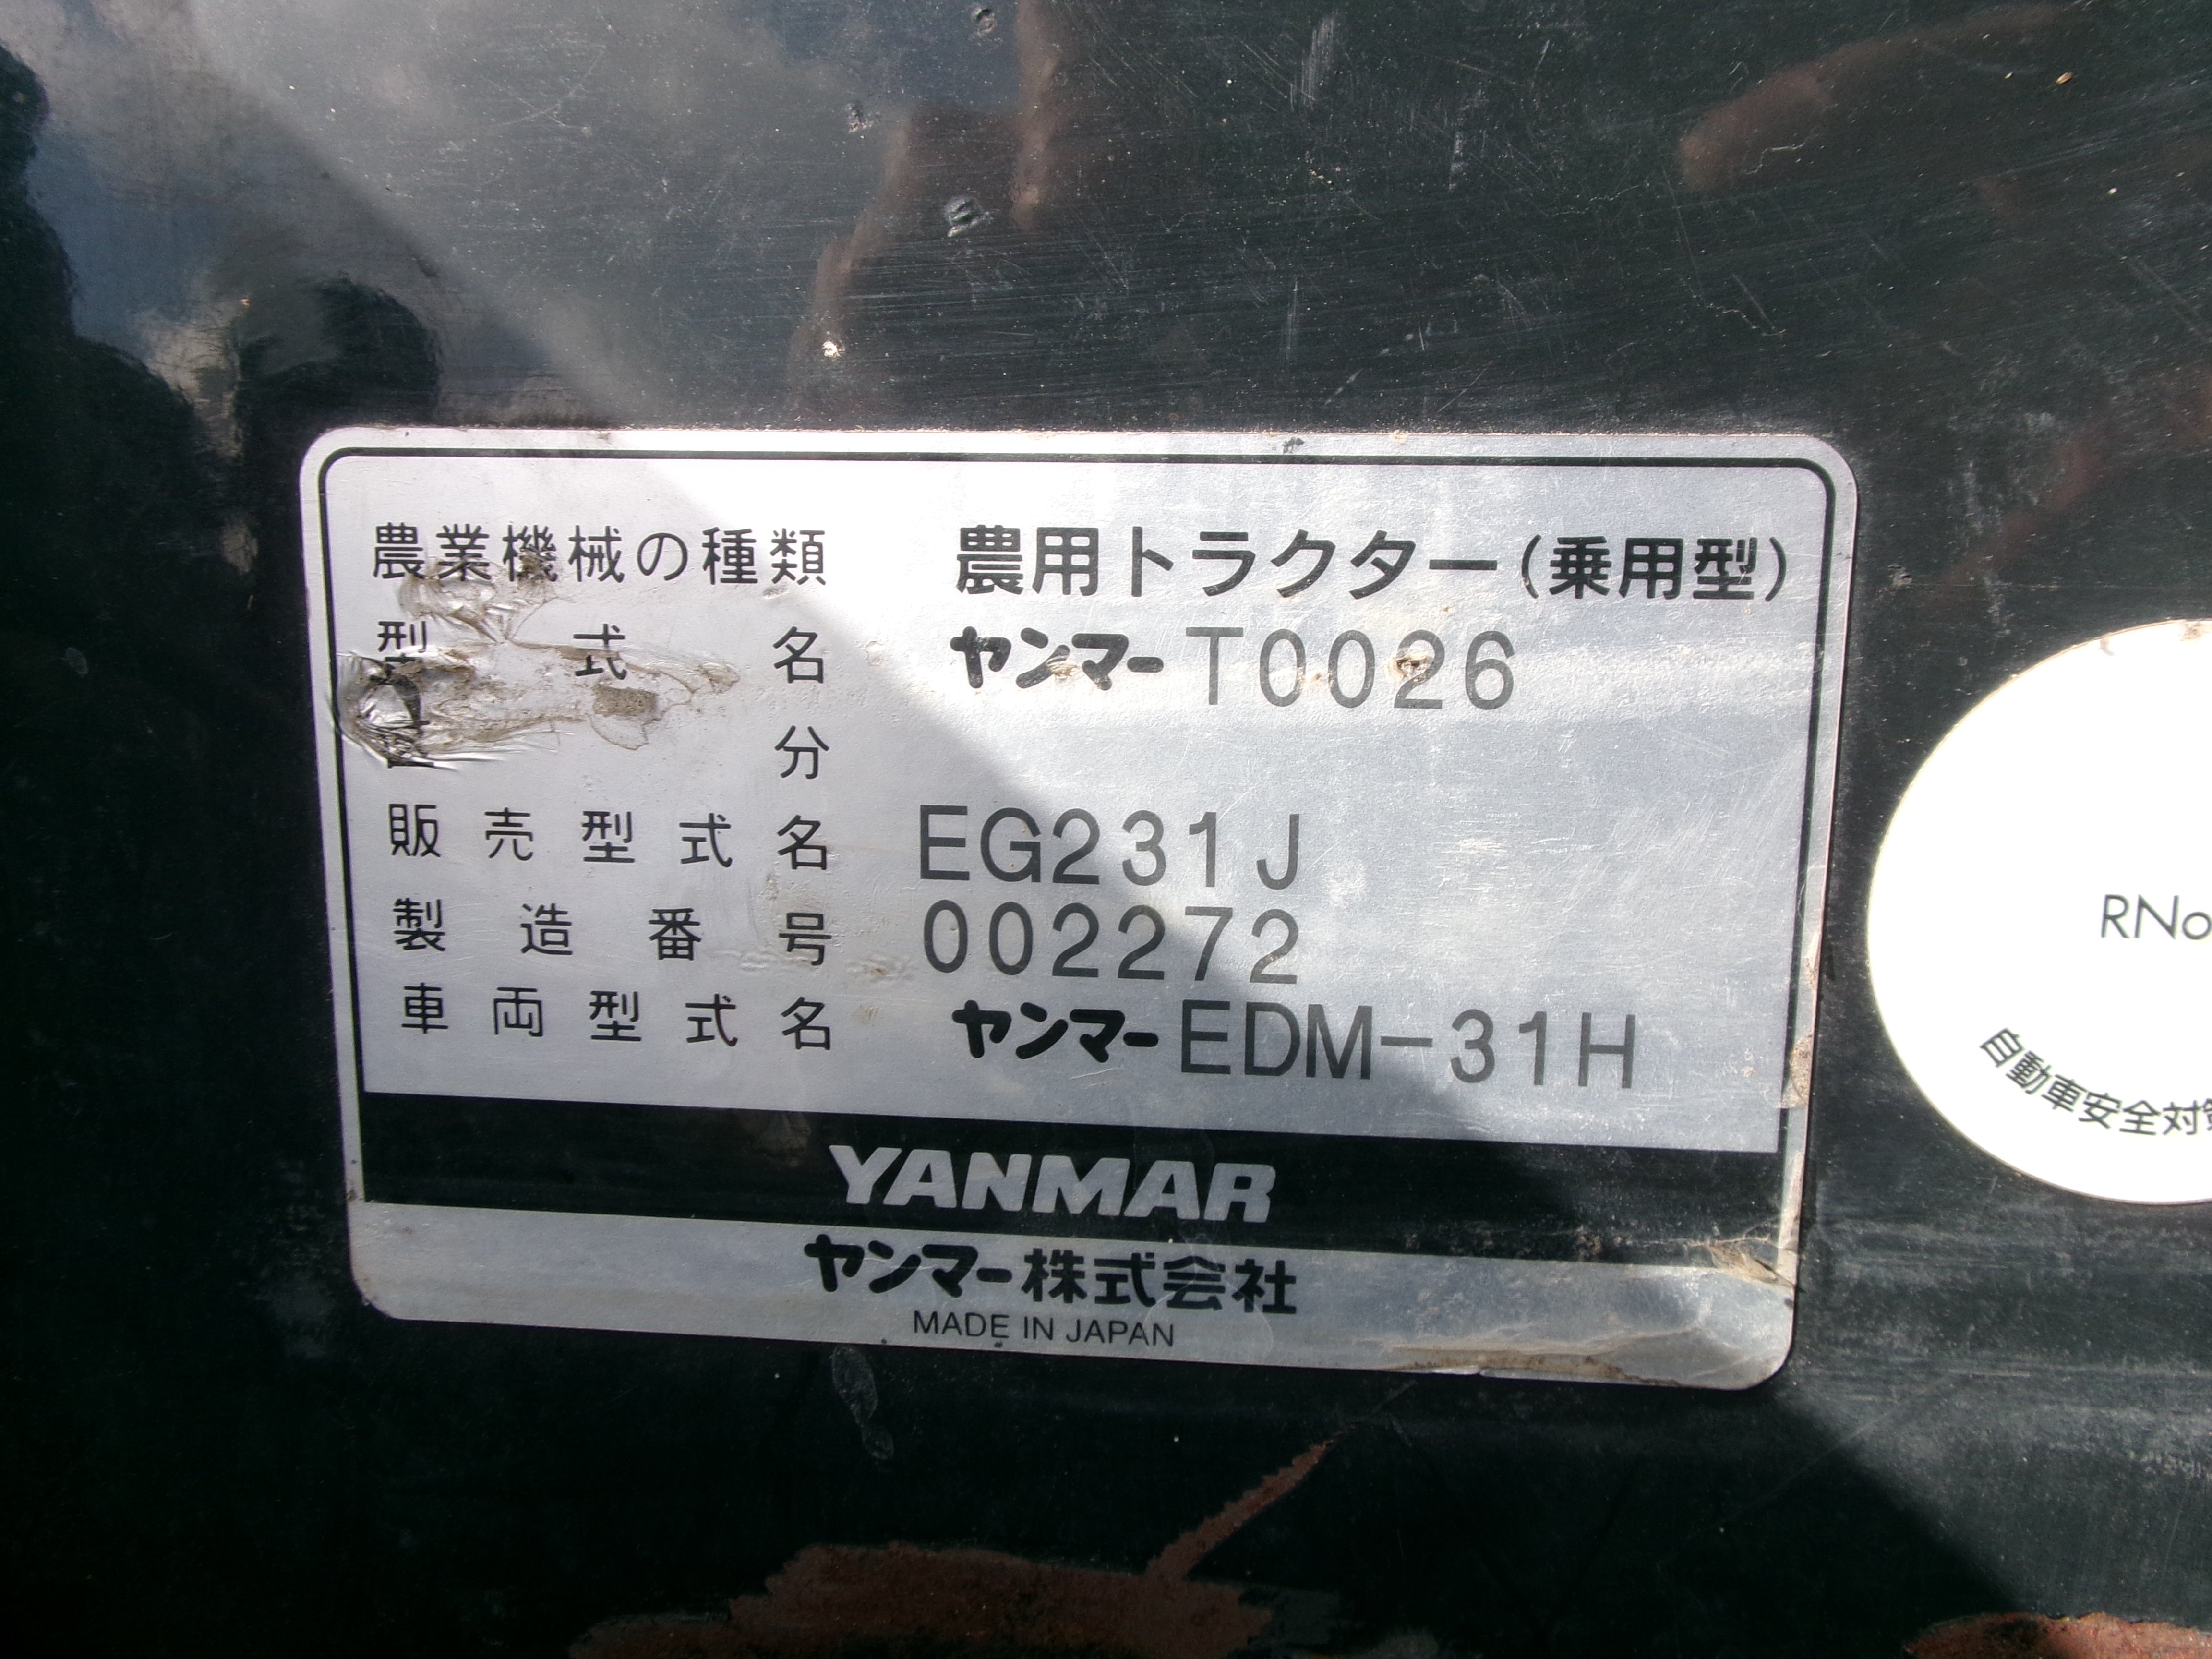 農業機械の種類 農用トラクター(乗用型)
型式名 ヤンマー T0026
分
販売型式名 EG231J
製造番号 002272
車両型式名 ヤンマー EDM-31H
YANMAR
ヤンマー株式会社
MADE IN JAPAN
RNo
自動車安全対